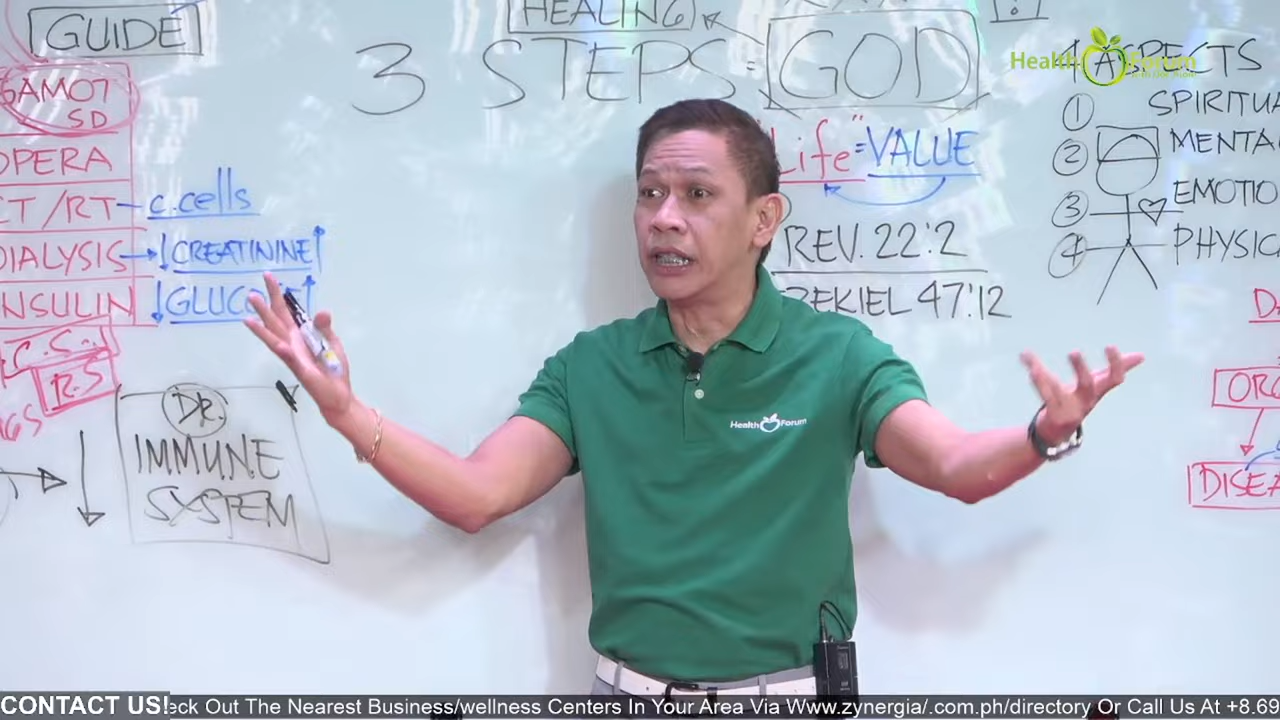 GUIDE
HEALING
3 STEPS = GOD
Health Forum
4 ASPECTS
GAMOT
SD
OPERA
CT/RT
c.cells
DIALYSIS
↓CREATININE↑
INSULIN
C.S.
R.S
"Life"=VALUE
REV. 22:2
EZEKIEL 47:12
1 SPIRITUA
2 MENTA
3 EMOTIO
4 PHYSIC
ORG
DISEA
DR.
IMMUNE
SYSTEM
Health Forum
CONTACT US!
eck Out The Nearest Business/wellness Centers In Your Area Via Www.zynergia/.com.ph/directory Or Call Us At +8.69